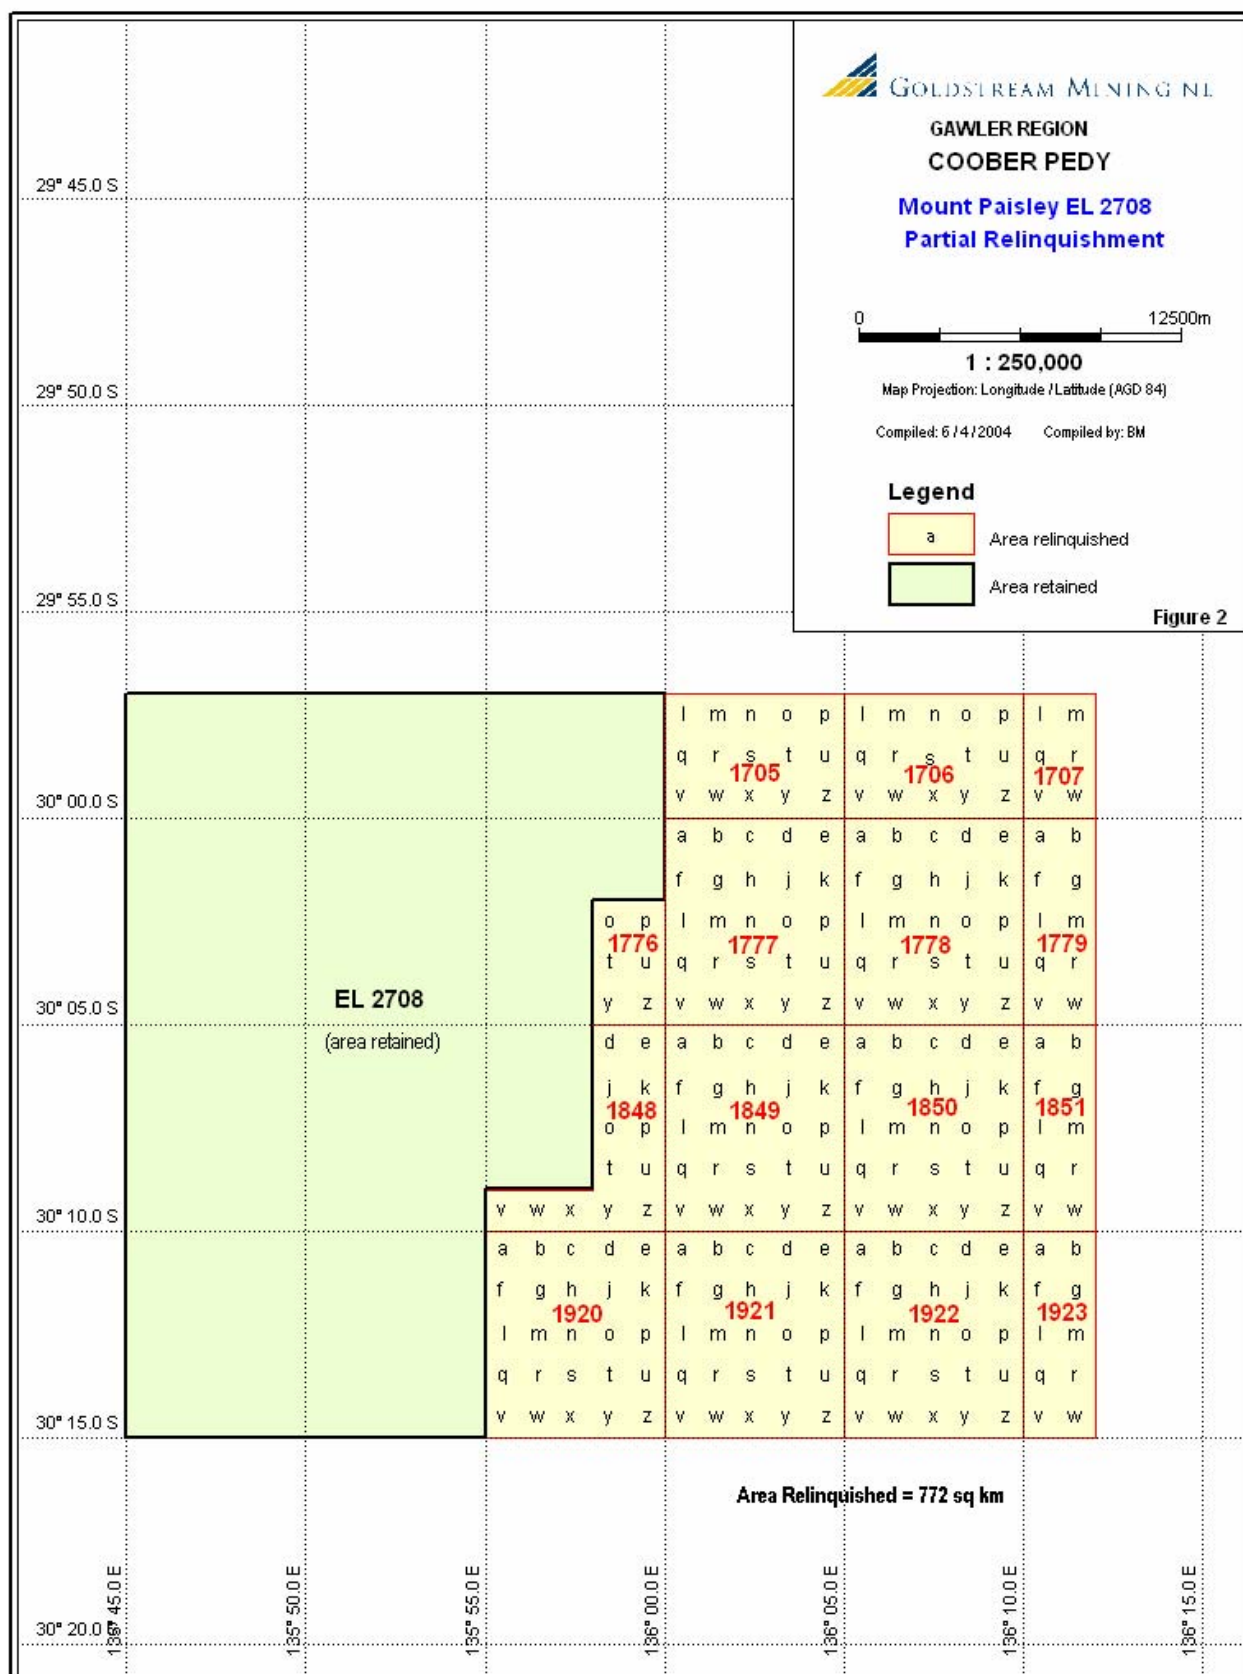 GOLDSTREAM MINING NL
GAWLER REGION
COOBER PEDY
Mount Paisley EL 2708
Partial Relinquishment
0 12500m
1 : 250,000
Map Projection: Longitude / Latitude (AGD 84)
Compiled: 6 / 4 / 2004 Compiled by: BM
Legend
a Area relinquished
Area retained
Figure 2
29° 45.0 S
29° 50.0 S
29° 55.0 S
l m n o p l m n o p l m
q r s t u q r s t u q r
1705 1706 1707
30° 00.0 S v w x y z v w x y z v w
a b c d e a b c d e a b
f g h j k f g h j k f g
o p l m n o p l m n o p l m
1776 1777 1778 1779
t u q r s t u q r s t u q r
30° 05.0 S EL 2708 y z v w x y z v w x y z v w
(area retained) d e a b c d e a b c d e a b
j k f g h j k f g h j k f g
1848 1849 1850 1851
o p l m n o p l m n o p l m
t u q r s t u q r s t u q r
30° 10.0 S v w x y z v w x y z v w x y z v w
a b c d e a b c d e a b c d e a b
f g h j k f g h j k f g h j k f g
1920 1921 1922 1923
l m n o p l m n o p l m n o p l m
q r s t u q r s t u q r s t u q r
30° 15.0 S v w x y z v w x y z v w x y z v w
Area Relinquished = 772 sq km
30° 20.0 S
135° 50.0 E
135° 55.0 E
136° 00.0 E
136° 05.0 E
136° 10.0 E
136° 15.0 E